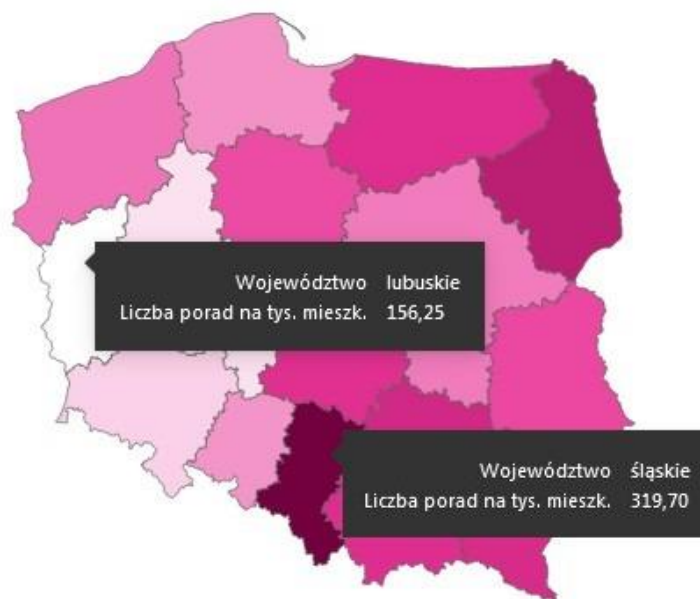 Województwo lubuskie
Liczba porad na tys. mieszk. 156,25
Województwo śląskie
Liczba porad na tys. mieszk. 319,70